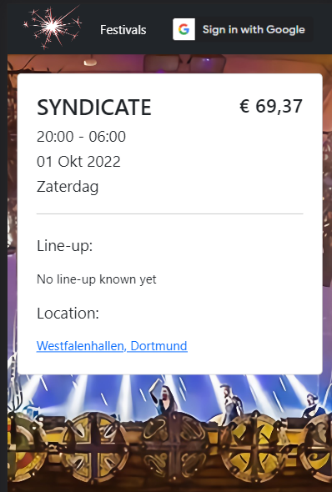 Festivals
Sign in with Google
SYNDICATE
€ 69,37
20:00 - 06:00
01 Okt 2022
Zaterdag
Line-up:
No line-up known yet
Location:
Westfalenhallen, Dortmund